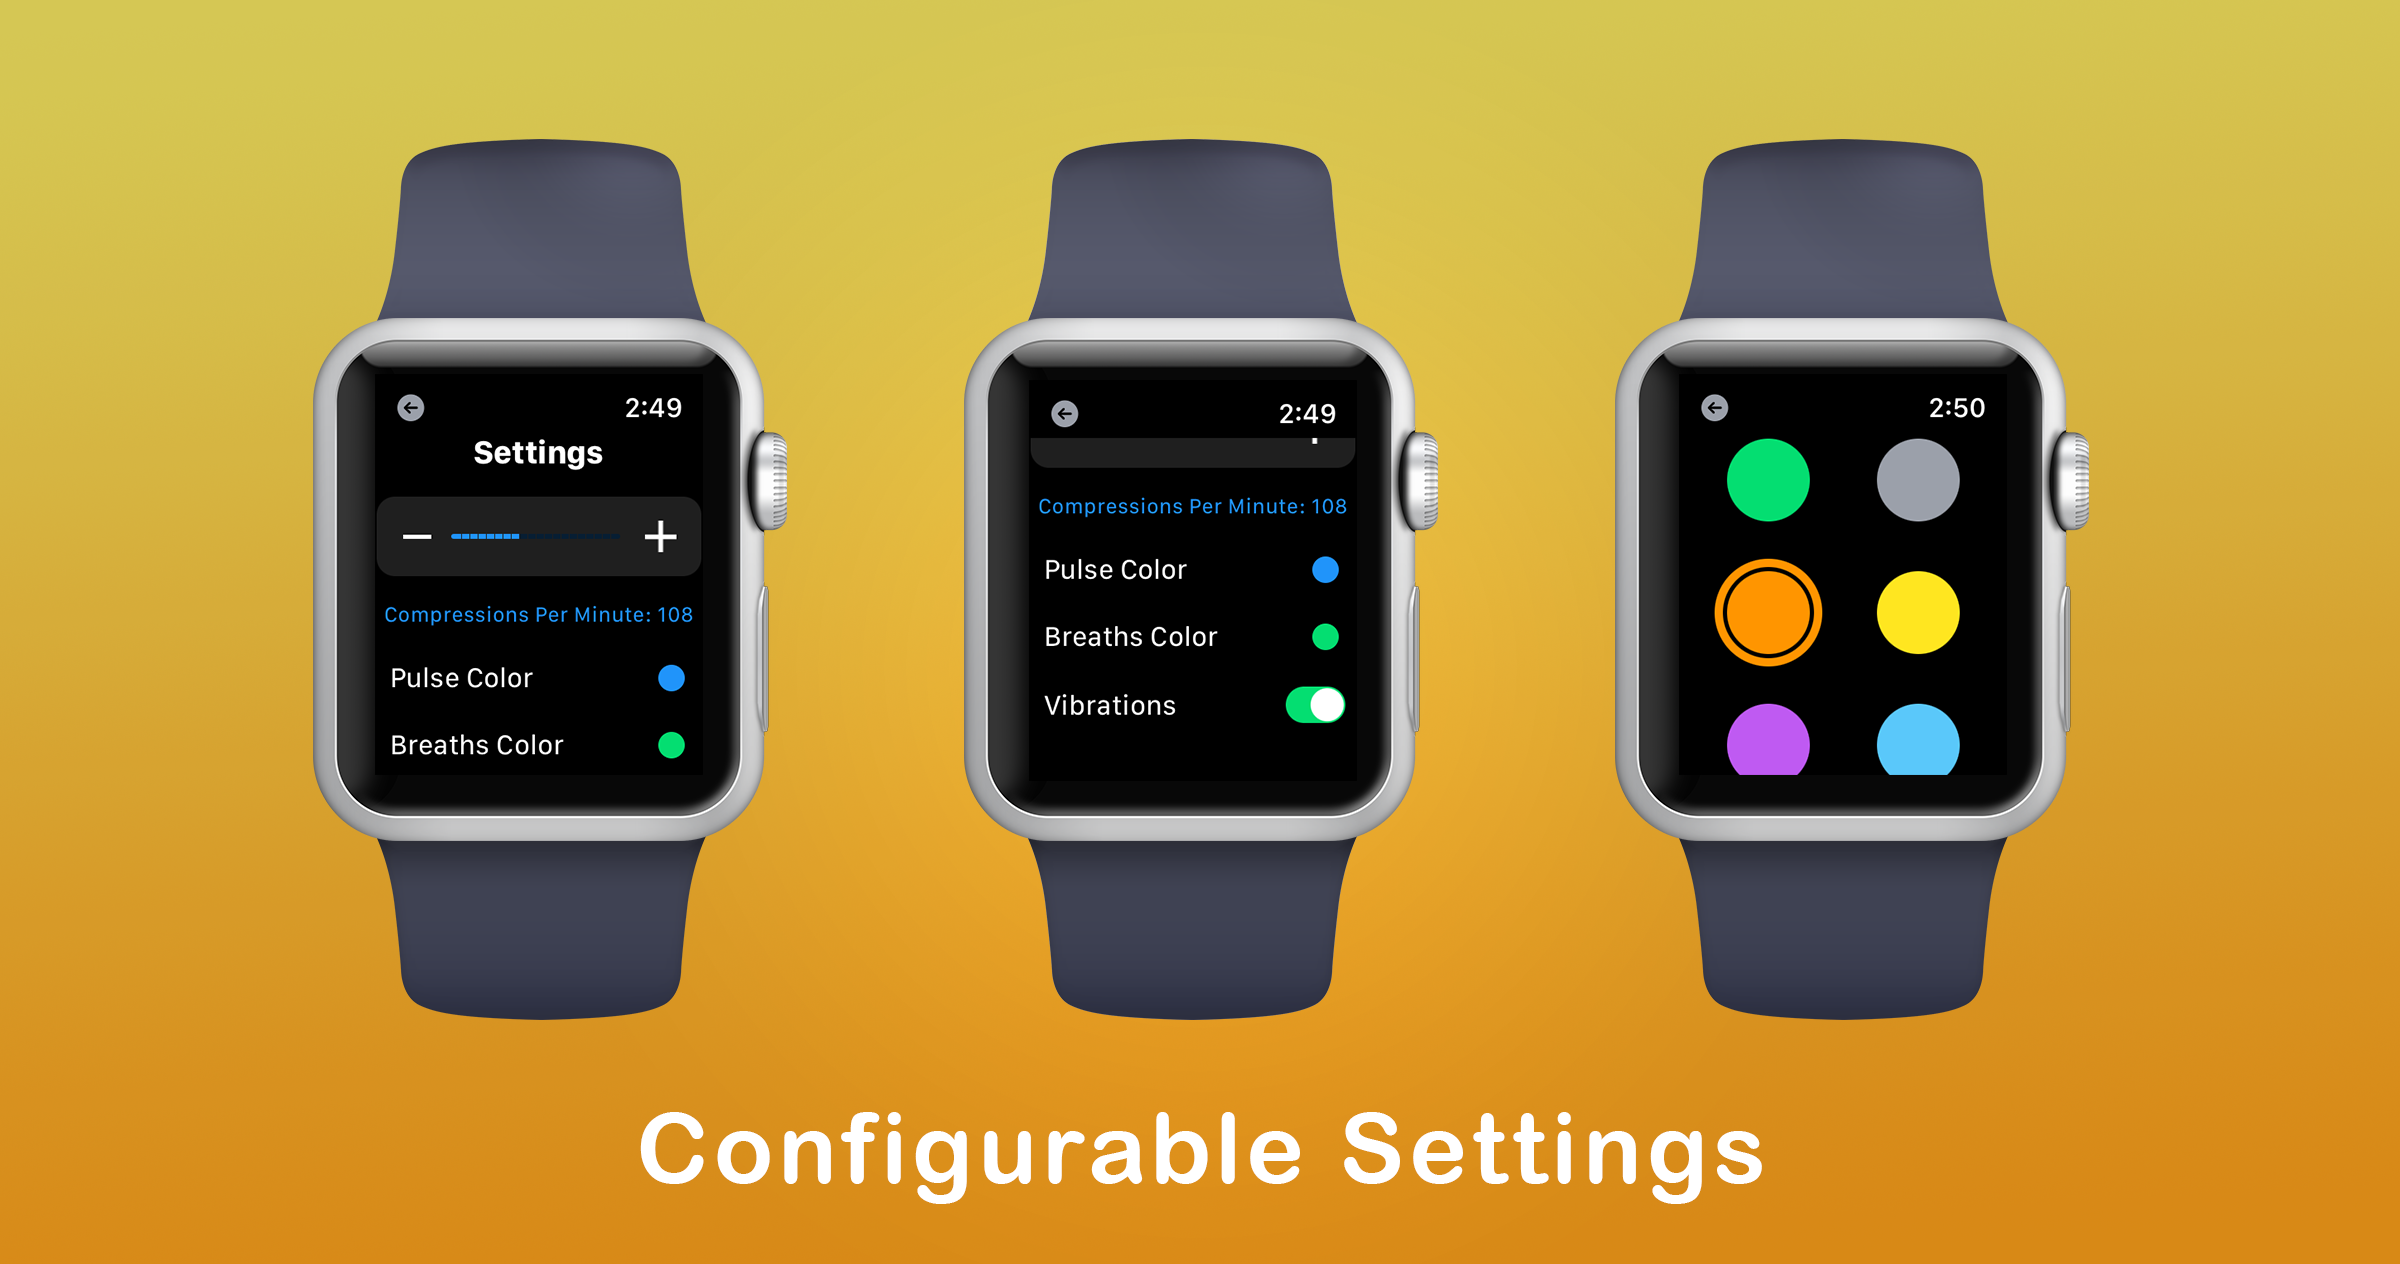 2:49
Settings
Compressions Per Minute: 108
Pulse Color
Breaths Color
2:49
Compressions Per Minute: 108
Pulse Color
Breaths Color
Vibrations
2:50
Configurable Settings